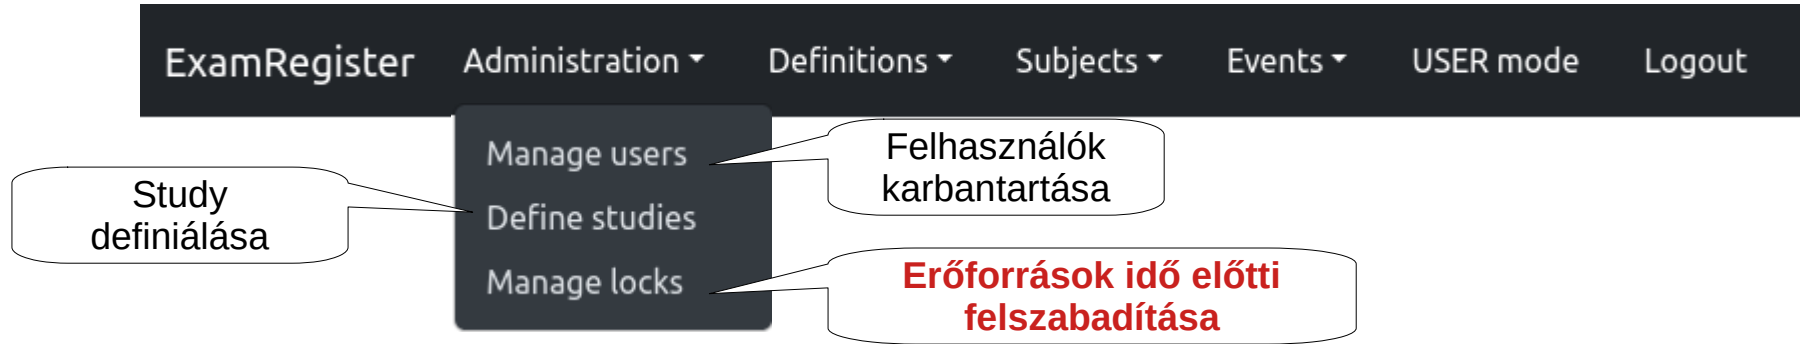 ExamRegister Administration Definitions Subjects Events USER mode Logout
Manage users
Felhasználók
karbantartása
Study
definiálása
Define studies
Manage locks
Erőforrások idő előtti
felszabadítása